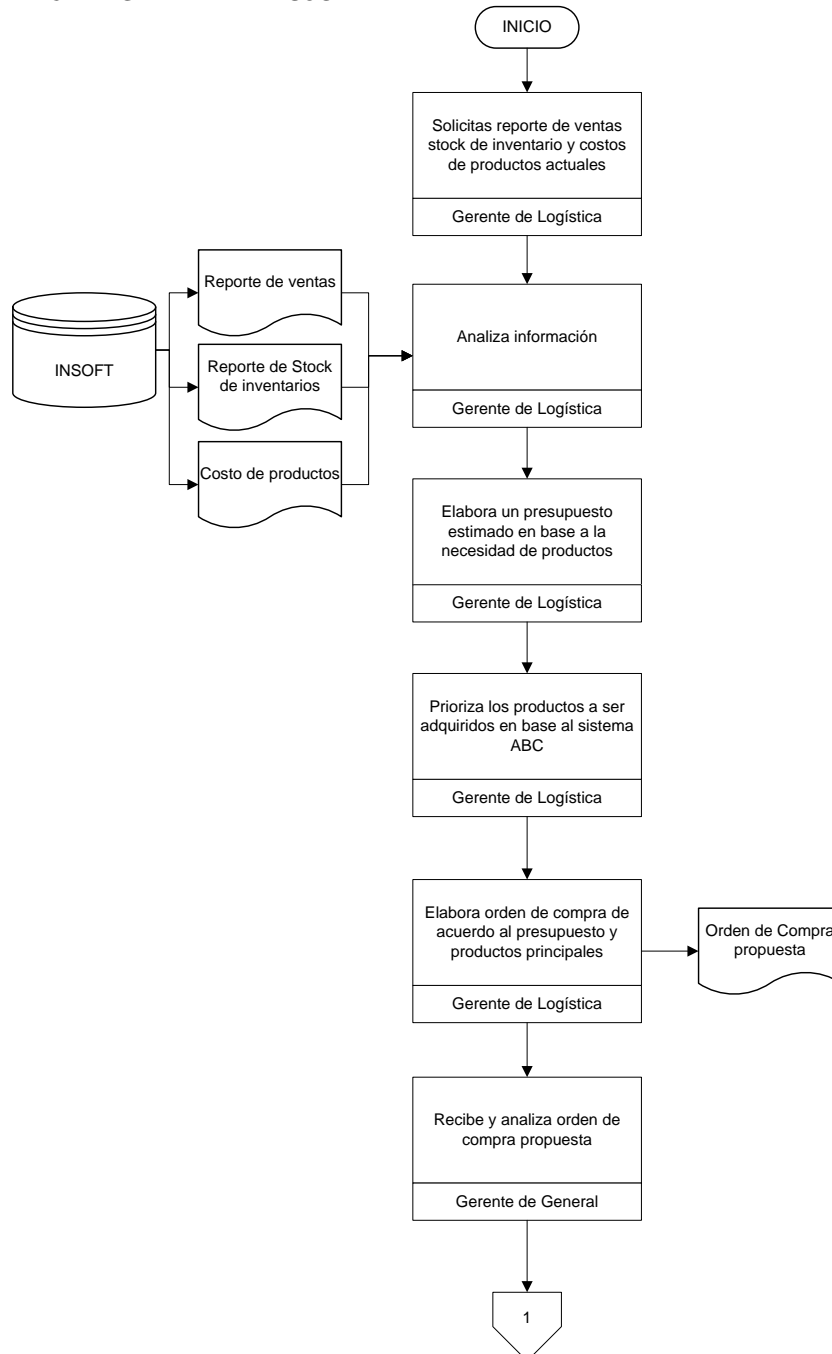 INICIO
Solicitas reporte de ventas
stock de inventario y costos
de productos actuales
Gerente de Logística
INSOFT
Reporte de ventas
Reporte de Stock
de inventarios
Costo de productos
Analiza información
Gerente de Logística
Elabora un presupuesto
estimado en base a la
necesidad de productos
Gerente de Logística
Prioriza los productos a ser
adquiridos en base al sistema
ABC
Gerente de Logística
Elabora orden de compra de
acuerdo al presupuesto y
productos principales
Gerente de Logística
Orden de Compra
propuesta
Recibe y analiza orden de
compra propuesta
Gerente de General
1